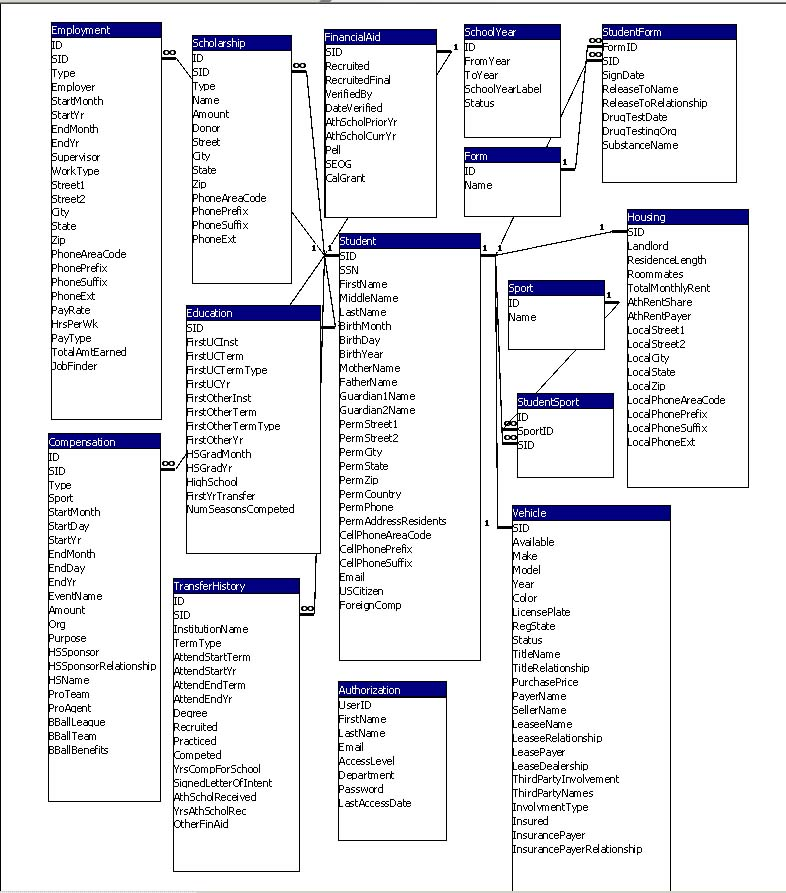 Employment
ID
SID
Type
Employer
StartMonth
StartYr
EndMonth
EndYr
Supervisor
WorkType
Street1
Street2
City
State
Zip
PhoneAreaCode
PhonePrefix
PhoneSuffix
PhoneExt
PayRate
HrsPerWk
PayType
TotalAmtEarned
JobFinder
Scholarship
ID
SID
Type
Name
Amount
Donor
Street
City
State
Zip
PhoneAreaCode
PhonePrefix
PhoneSuffix
PhoneExt
FinancialAid
SID
Recruited
RecruitedFinal
VerifiedBy
DateVerified
AthScholPriorYr
AthScholCurrYr
Pell
SEOG
CalGrant
SchoolYear
ID
FromYear
ToYear
SchoolYearLabel
Status
StudentForm
FormID
SID
SignDate
ReleaseToName
ReleaseToRelationship
DrugTestDate
DrugTestingOrg
SubstanceName
Form
ID
Name
Housing
SID
Landlord
ResidenceLength
Roommates
TotalMonthlyRent
AthRentShare
AthRentPayer
LocalStreet1
LocalStreet2
LocalCity
LocalState
LocalZip
LocalPhoneAreaCode
LocalPhonePrefix
LocalPhoneSuffix
LocalPhoneExt
Student
SID
SSN
FirstName
MiddleName
LastName
BirthMonth
BirthDay
BirthYear
MotherName
FatherName
Guardian1Name
Guardian2Name
PermStreet1
PermStreet2
PermCity
PermState
PermZip
PermCountry
PermPhone
PermAddressResidents
CellPhoneAreaCode
CellPhonePrefix
CellPhoneSuffix
Email
USCitizen
ForeignComp
Sport
ID
Name
Education
SID
FirstUCInst
FirstUCTerm
FirstUCTermType
FirstUCYr
FirstOtherInst
FirstOtherTerm
FirstOtherTermType
FirstOtherYr
HSGradMonth
HSGradYr
HighSchool
FirstYrTransfer
NumSeasonsCompeted
StudentSport
ID
SportID
SID
Compensation
ID
SID
Type
Sport
StartMonth
StartDay
StartYr
EndMonth
EndDay
EndYr
EventName
Amount
Org
Purpose
HSSponsor
HSSponsorRelationship
HSName
ProTeam
ProAgent
BBallLeague
BBallTeam
BBallBenefits
Vehicle
SID
Available
Make
Model
Year
Color
LicensePlate
RegState
Status
TitleName
TitleRelationship
PurchasePrice
PayerName
SellerName
LeaseeName
LeaseeRelationship
LeasePayer
LeaseDealership
ThirdPartyInvolvement
ThirdPartyNames
InvolvmentType
Insured
InsurancePayer
InsurancePayerRelationship
TransferHistory
ID
SID
InstitutionName
TermType
AttendStartTerm
AttendStartYr
AttendEndTerm
AttendEndYr
Degree
Recruited
Practiced
Competed
YrsCompForSchool
SignedLetterOfIntent
AthScholReceived
YrsAthScholRec
OtherFinAid
Authorization
UserID
FirstName
LastName
Email
AccessLevel
Department
Password
LastAccessDate
∞
∞
1
∞
∞
1
1
1
1
1
1
∞
∞
∞
1
∞